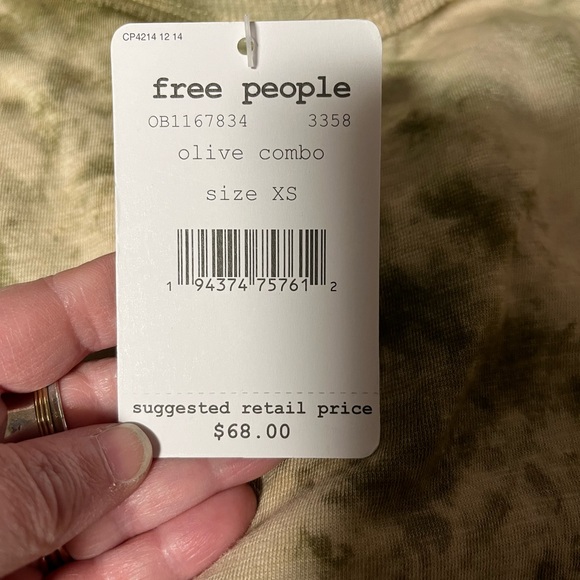 CP4214 12 14
free people
OB1167834 3358
olive combo
size XS
1 94374 75761 2
suggested retail price
$68.00